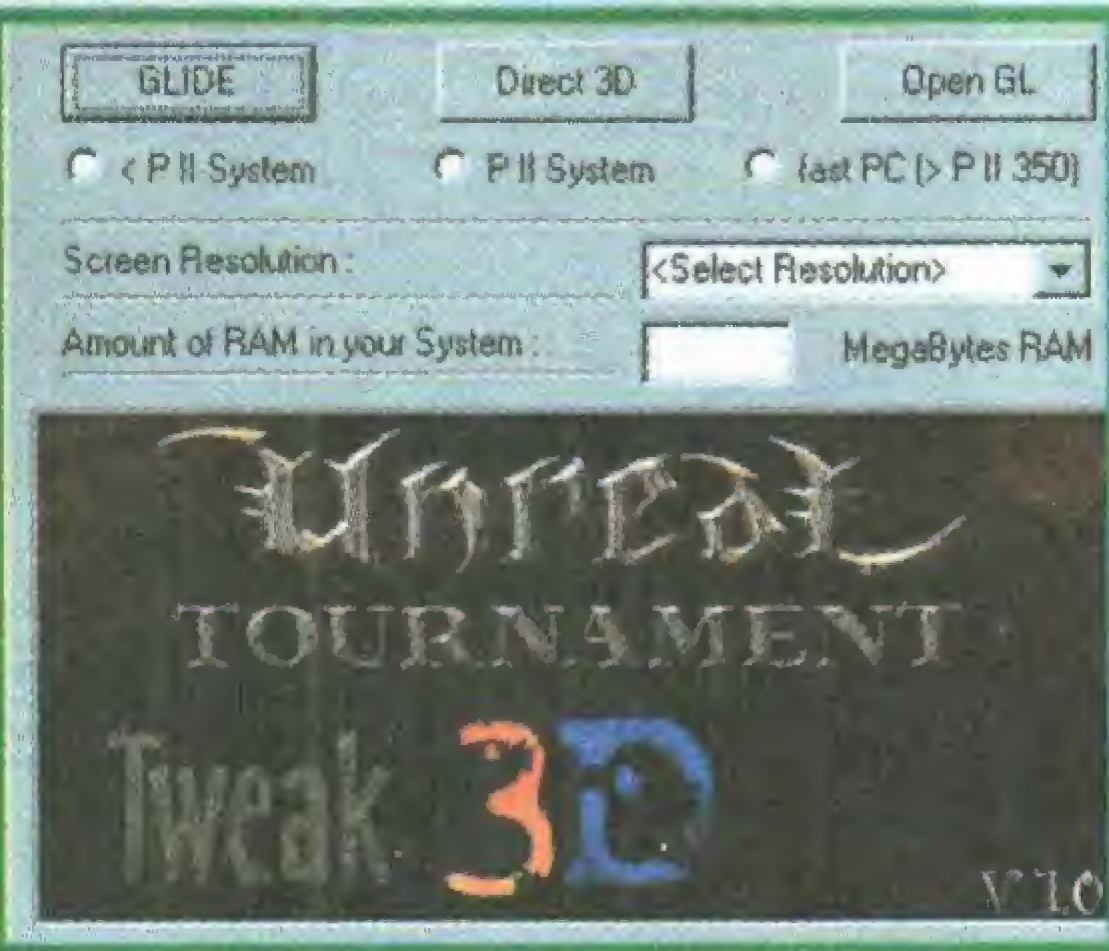 GLIDE Direct 3D Open GL
< P II System P II System fast PC (> P II 350)
Screen Resolution : <Select Resolution>
Amount of RAM in your System : MegaBytes RAM
Unreal
TOURNAMENT
Tweak 3D
V 1.0